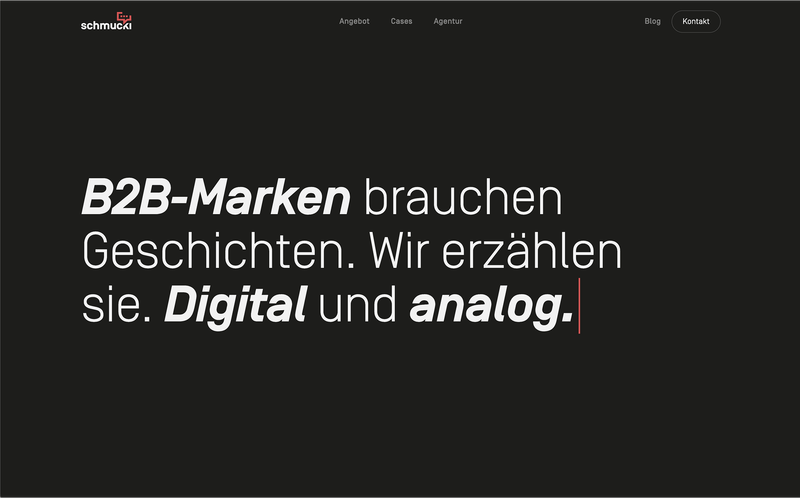 schmucki
Angebot Cases Agentur Blog Kontakt
B2B-Marken brauchen
Geschichten. Wir erzählen
sie. Digital und analog.